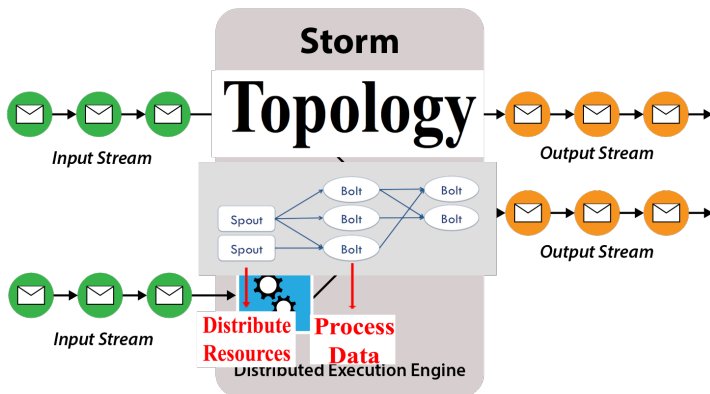 Storm
Topology
Input Stream
Output Stream
Bolt
Bolt
Spout
Bolt
Bolt
Spout
Bolt
Output Stream
Input Stream
Distribute
Resources
Process
Data
Distributed Execution Engine